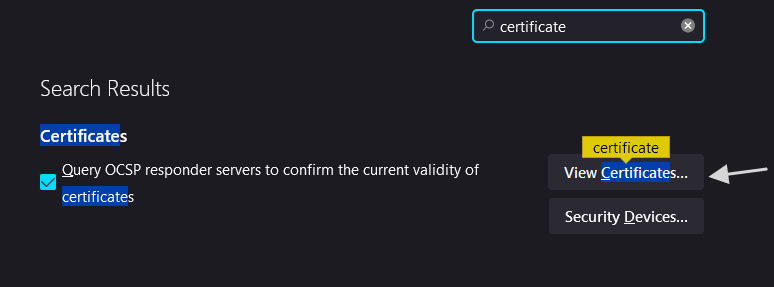 certificate
Search Results
Certificates
certificate
Query OCSP responder servers to confirm the current validity of
certificates
View Certificates...
Security Devices...